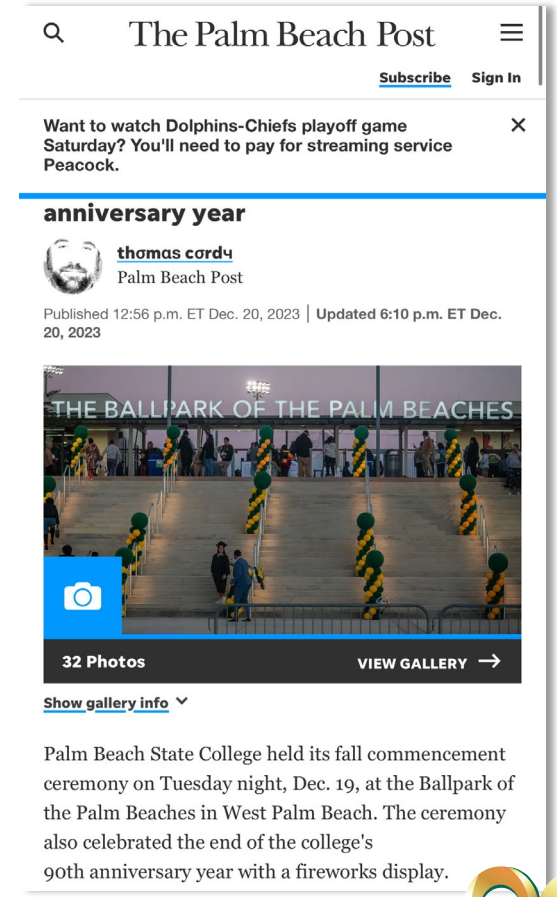 The Palm Beach Post
Subscribe Sign In
Want to watch Dolphins-Chiefs playoff game
Saturday? You'll need to pay for streaming service
Peacock.
anniversary year
thσmαs cσrdч
Palm Beach Post
Published 12:56 p.m. ET Dec. 20, 2023 | Updated 6:10 p.m. ET Dec.
20, 2023
THE BALLPARK OF THE PALM BEACHES
32 Photos VIEW GALLERY →
Show gallery info
Palm Beach State College held its fall commencement
ceremony on Tuesday night, Dec. 19, at the Ballpark of
the Palm Beaches in West Palm Beach. The ceremony
also celebrated the end of the college's
90th anniversary year with a fireworks display.